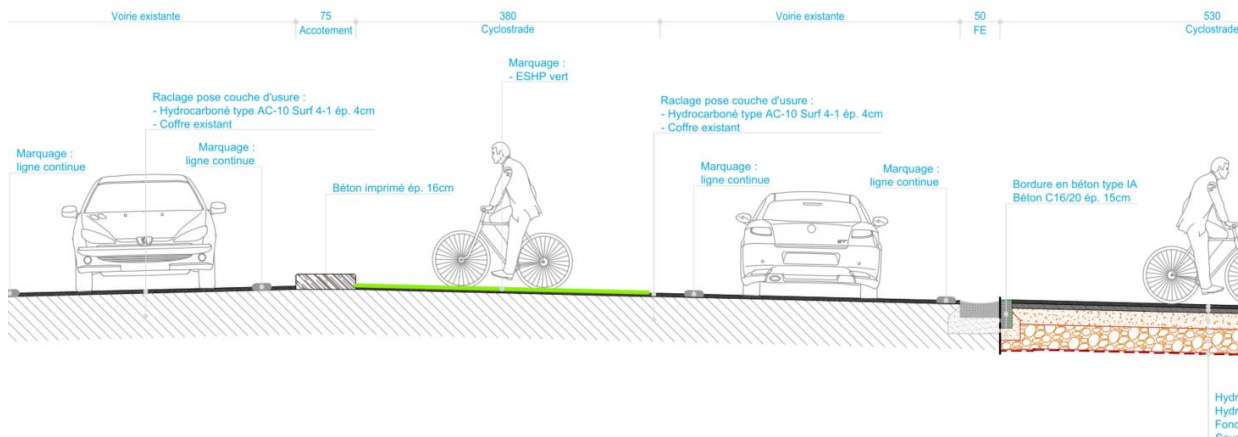 Voirie existante
75
Accotement
380
Cyclostrade
Voirie existante
50
FE
530
Cyclostrade
Marquage :
- ESHP vert
Raclage pose couche d'usure :
- Hydrocarboné type AC-10 Surf 4-1 ép. 4cm
- Coffre existant
Raclage pose couche d'usure :
- Hydrocarboné type AC-10 Surf 4-1 ép. 4cm
- Coffre existant
Marquage :
ligne continue
Marquage :
ligne continue
Béton imprimé ép. 16cm
Marquage :
ligne continue
Marquage :
ligne continue
Bordure en béton type IA
Béton C16/20 ép. 15cm
Hydr
Hydr
Fonc